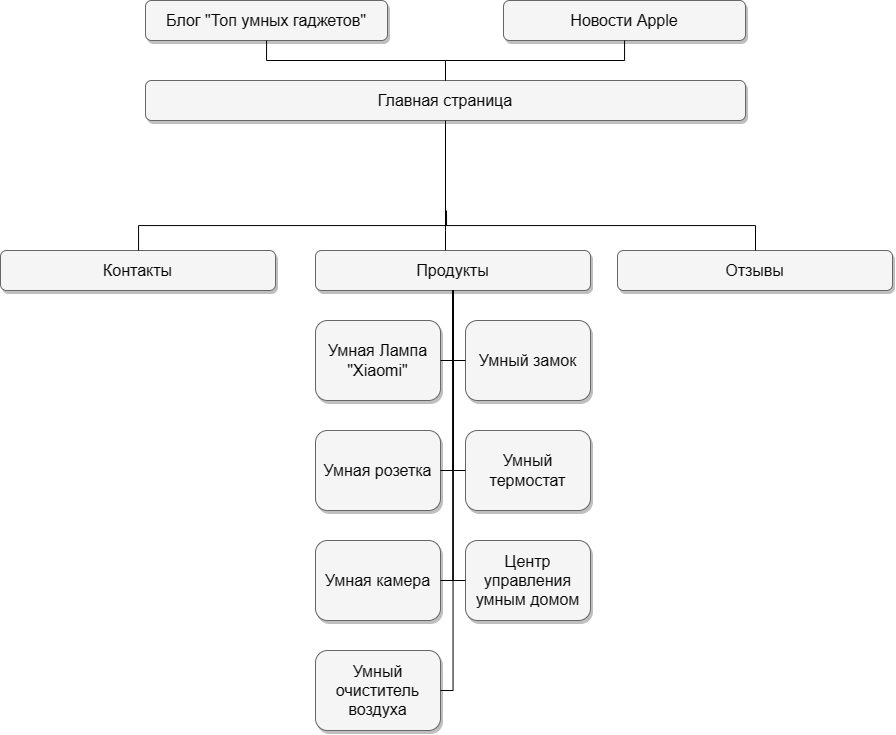 Блог "Топ умных гаджетов"
Новости Apple
Главная страница
Контакты
Продукты
Отзывы
Умная Лампа
"Xiaomi"
Умный замок
Умная розетка
Умный
термостат
Умная камера
Центр
управления
умным домом
Умный
очиститель
воздуха